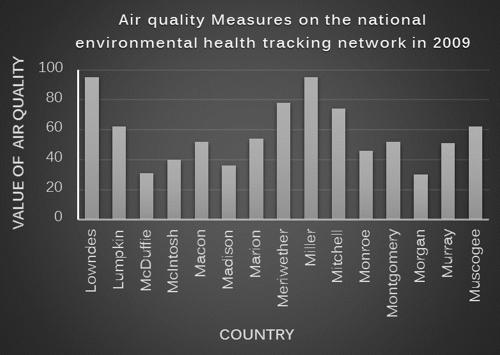 Air quality Measures on the national
environmental health tracking network in 2009
VALUE OF AIR QUALITY
100
80
60
40
20
0
Lowndes
Lumpkin
McDuffie
McIntosh
Macon
Madison
Marion
Meriwether
Miller
Mitchell
Monroe
Montgomery
Morgan
Murray
Muscogee
COUNTRY